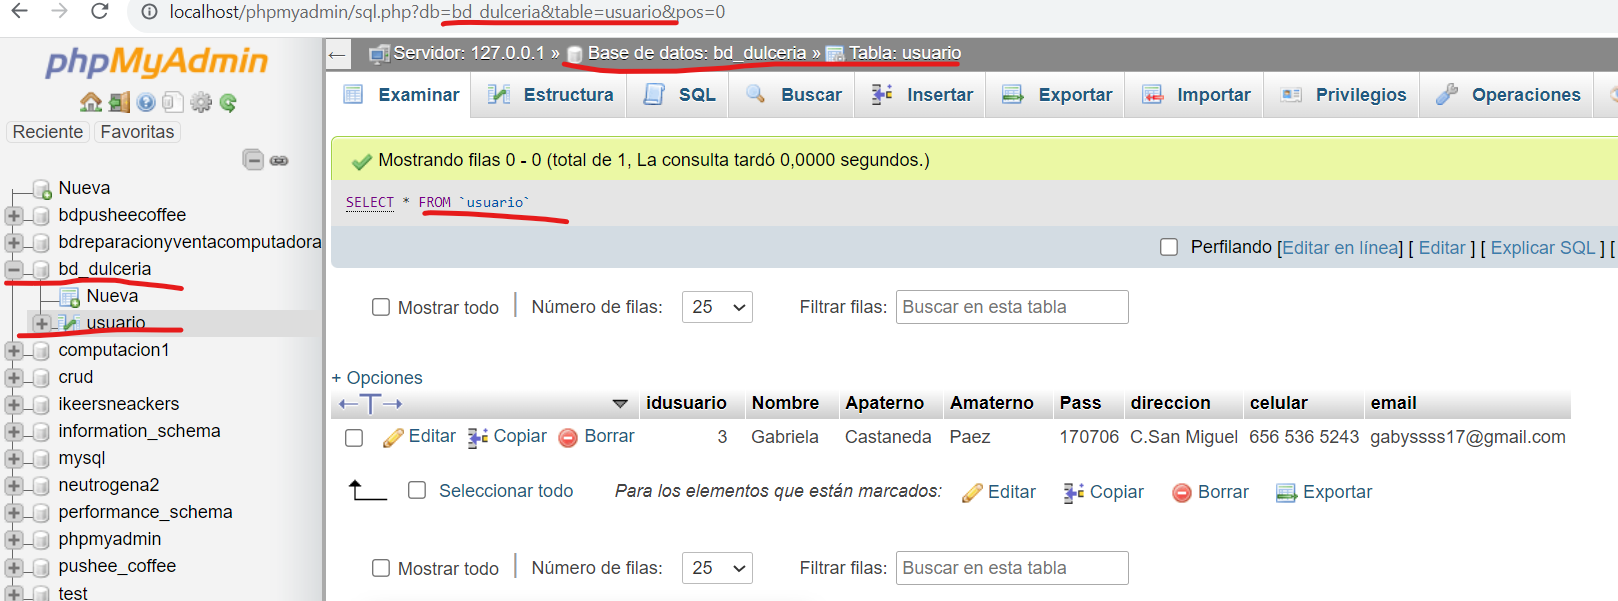 localhost/phpmyadmin/sql.php?db=bd_dulceria&table=usuario&pos=0
phpMyAdmin
Reciente Favoritas
Nueva
bdpusheecoffee
bdreparacionyventacomputadora
bd_dulceria
Nueva
usuario
computacion1
crud
ikeersneackers
information_schema
mysql
neutrogena2
performance_schema
phpmyadmin
pushee_coffee
test
Servidor: 127.0.0.1 » Base de datos: bd_dulceria » Tabla: usuario
Examinar Estructura SQL Buscar Insertar Exportar Importar Privilegios Operaciones
Mostrando filas 0 - 0 (total de 1, La consulta tardó 0,0000 segundos.)
SELECT * FROM `usuario`
Perfilando [Editar en línea] [ Editar ] [ Explicar SQL ] [
Mostrar todo | Número de filas: 25 Filtrar filas: Buscar en esta tabla
+ Opciones
←T→ idusuario Nombre Apaterno Amaterno Pass direccion celular email
Editar Copiar Borrar 3 Gabriela Castaneda Paez 170706 C.San Miguel 656 536 5243 gabyssss17@gmail.com
Seleccionar todo Para los elementos que están marcados: Editar Copiar Borrar Exportar
Mostrar todo | Número de filas: 25 Filtrar filas: Buscar en esta tabla